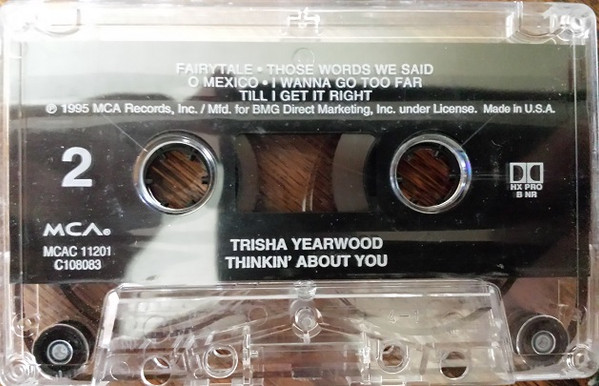 FAIRYTALE • THOSE WORDS WE SAID
O MEXICO • I WANNA GO TOO FAR
TILL I GET IT RIGHT
℗ 1995 MCA Records, Inc. / Mfd. for BMG Direct Marketing, Inc. under License. Made in U.S.A.
2
HX PRO
B NR
MCA®
MCAC 11201
C108083
TRISHA YEARWOOD
THINKIN' ABOUT YOU